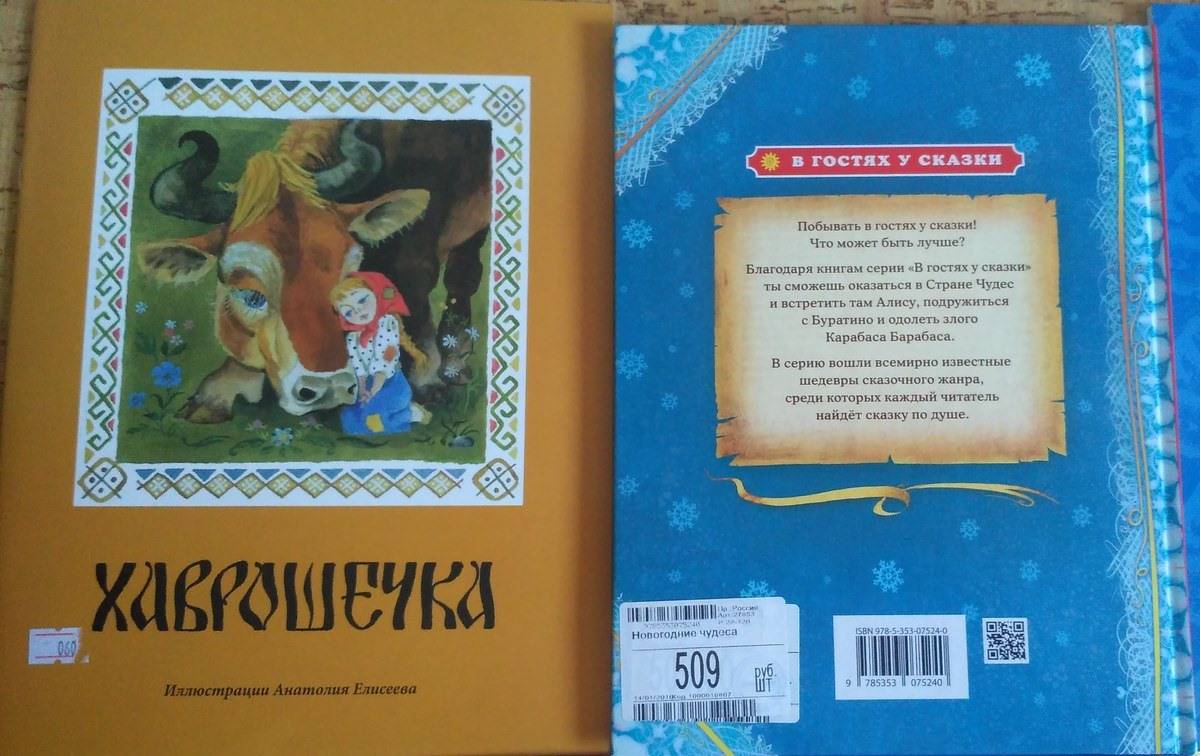 ХАВРОШЕЧКА
Иллюстрации Анатолия Елисеева
В ГОСТЯХ У СКАЗКИ
Побывать в гостях у сказки!
Что может быть лучше?
Благодаря книгам серии «В гостях у сказки»
ты сможешь оказаться в Стране Чудес
и встретить там Алису, подружиться
с Буратино и одолеть злого
Карабаса Барабаса.
В серию вошли всемирно известные
шедевры сказочного жанра,
среди которых каждый читатель
найдёт сказку по душе.
Пр. Россия
9785353075240
Новогодние чудеса
509 руб.
ШТ
ISBN 978-5-353-07524-0
9 785353 075240